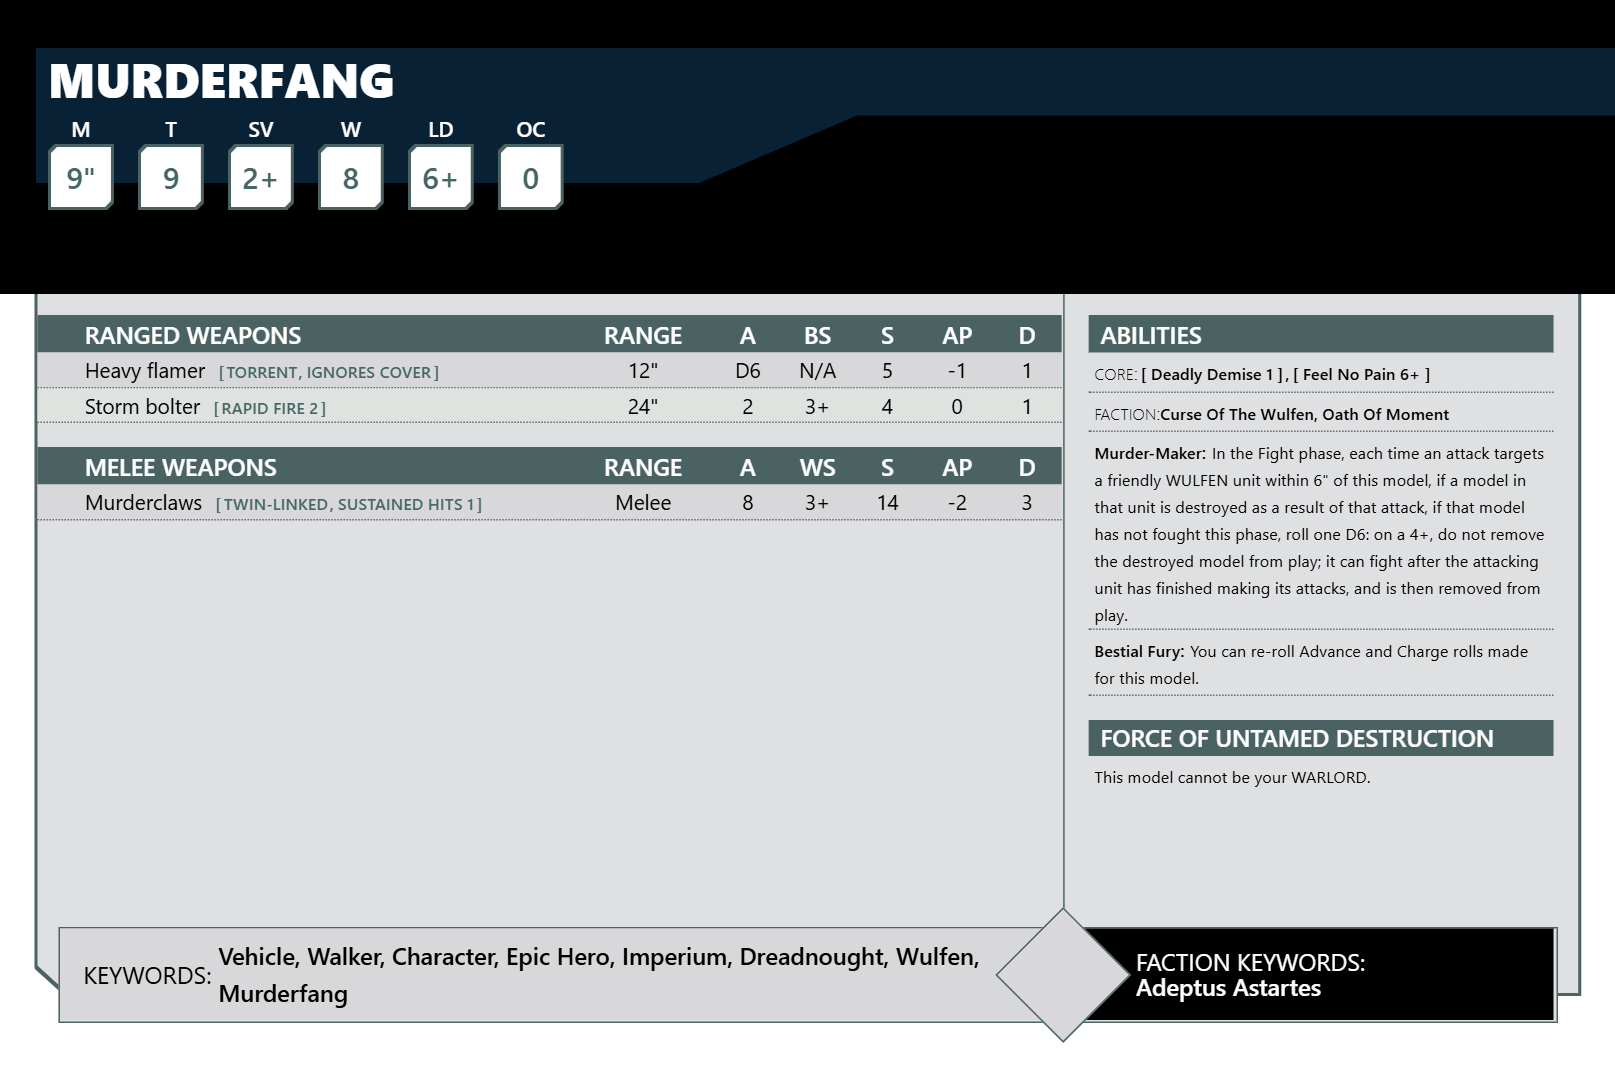 MURDERFANG
M T SV W LD OC
9" 9 2+ 8 6+ 0
RANGED WEAPONS RANGE A BS S AP D
Heavy flamer [TORRENT, IGNORES COVER] 12" D6 N/A 5 -1 1
Storm bolter [RAPID FIRE 2] 24" 2 3+ 4 0 1
MELEE WEAPONS RANGE A WS S AP D
Murderclaws [TWIN-LINKED, SUSTAINED HITS 1] Melee 8 3+ 14 -2 3
ABILITIES
CORE: [ Deadly Demise 1 ] , [ Feel No Pain 6+ ]
FACTION:Curse Of The Wulfen, Oath Of Moment
Murder-Maker: In the Fight phase, each time an attack targets
a friendly WULFEN unit within 6" of this model, if a model in
that unit is destroyed as a result of that attack, if that model
has not fought this phase, roll one D6: on a 4+, do not remove
the destroyed model from play; it can fight after the attacking
unit has finished making its attacks, and is then removed from
play.
Bestial Fury: You can re-roll Advance and Charge rolls made
for this model.
FORCE OF UNTAMED DESTRUCTION
This model cannot be your WARLORD.
KEYWORDS: Vehicle, Walker, Character, Epic Hero, Imperium, Dreadnought, Wulfen,
Murderfang
FACTION KEYWORDS:
Adeptus Astartes